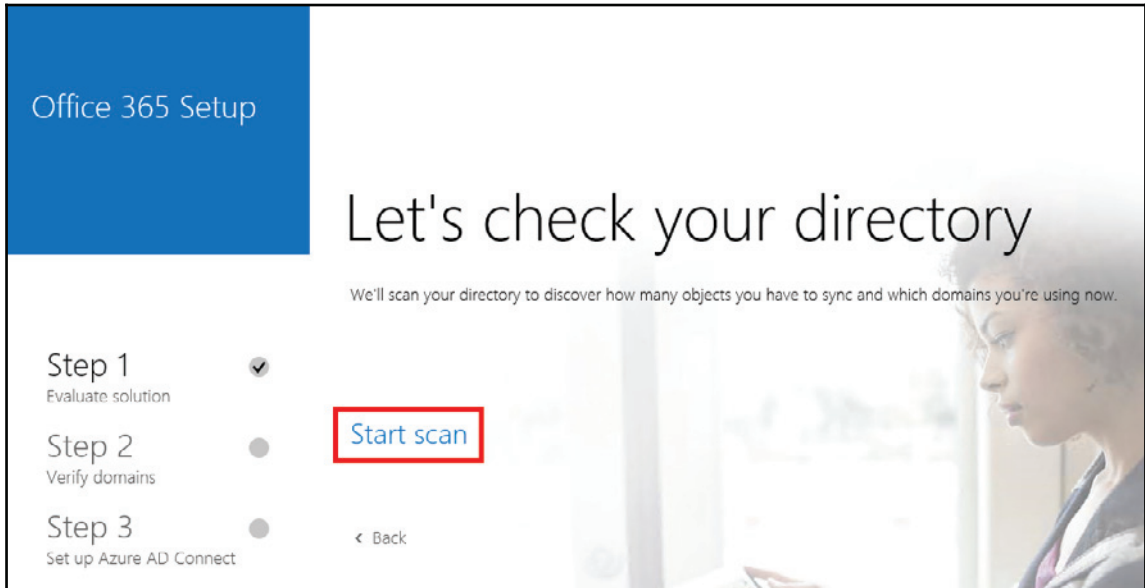 Office 365 Setup
Let's check your directory
We'll scan your directory to discover how many objects you have to sync and which domains you're using now.
Step 1
Evaluate solution
Step 2
Verify domains
Step 3
Set up Azure AD Connect
Start scan
< Back